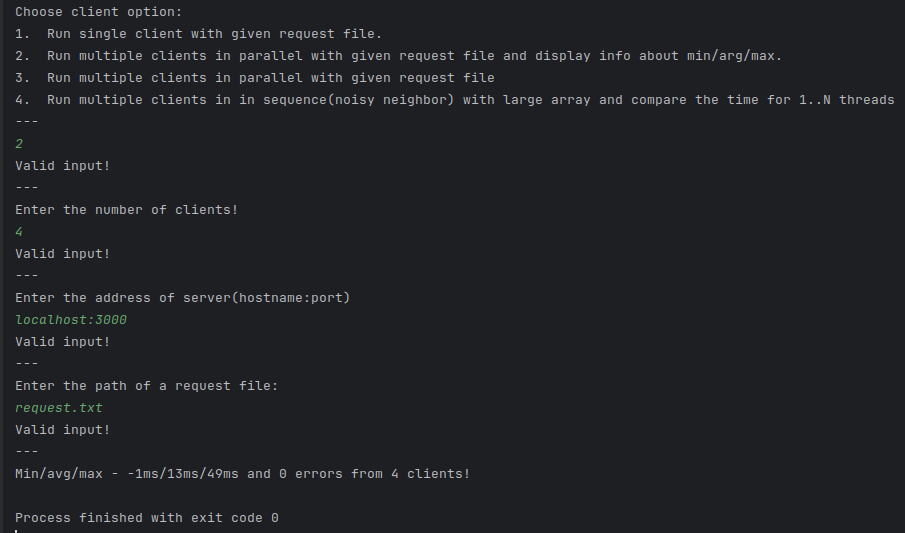 Choose client option:
1.  Run single client with given request file.
2.  Run multiple clients in parallel with given request file and display info about min/arg/max.
3.  Run multiple clients in parallel with given request file
4.  Run multiple clients in in sequence(noisy neighbor) with large array and compare the time for 1..N threads
---
2
Valid input!
---
Enter the number of clients!
4
Valid input!
---
Enter the address of server(hostname:port)
localhost:3000
Valid input!
---
Enter the path of a request file:
request.txt
Valid input!
---
Min/avg/max - -1ms/13ms/49ms and 0 errors from 4 clients!
Process finished with exit code 0